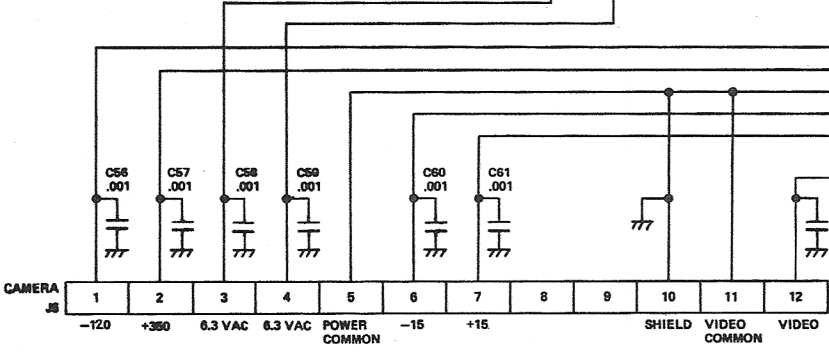 C56 C57 C58 C59 C60 C61
.001 .001 .001 .001 .001 .001
CAMERA 1 2 3 4 5 6 7 8 9 10 11 12
J5
-120 +350 6.3 VAC 6.3 VAC POWER -15 +15 SHIELD VIDEO VIDEO
COMMON COMMON